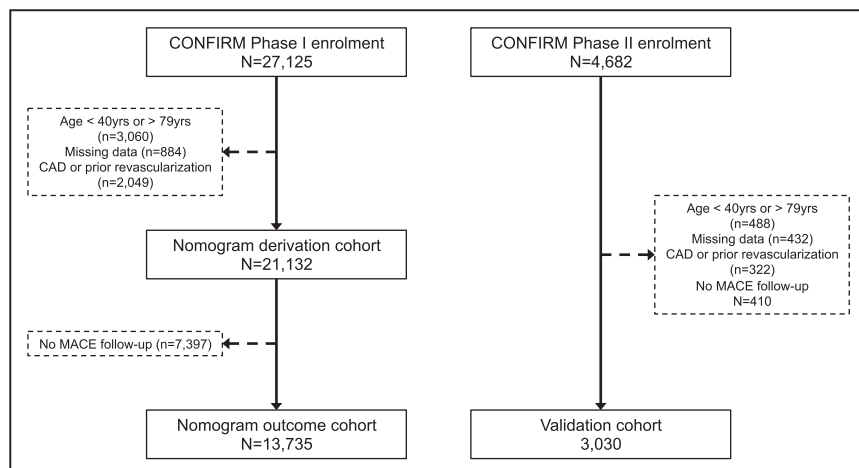 CONFIRM Phase I enrolment
N=27,125
CONFIRM Phase II enrolment
N=4,682
Age < 40yrs or > 79yrs
(n=3,060)
Missing data (n=884)
CAD or prior revascularization
(n=2,049)
Age < 40yrs or > 79yrs
(n=488)
Missing data (n=432)
CAD or prior revascularization
(n=322)
No MACE follow-up
N=410
Nomogram derivation cohort
N=21,132
No MACE follow-up (n=7,397)
Nomogram outcome cohort
N=13,735
Validation cohort
3,030